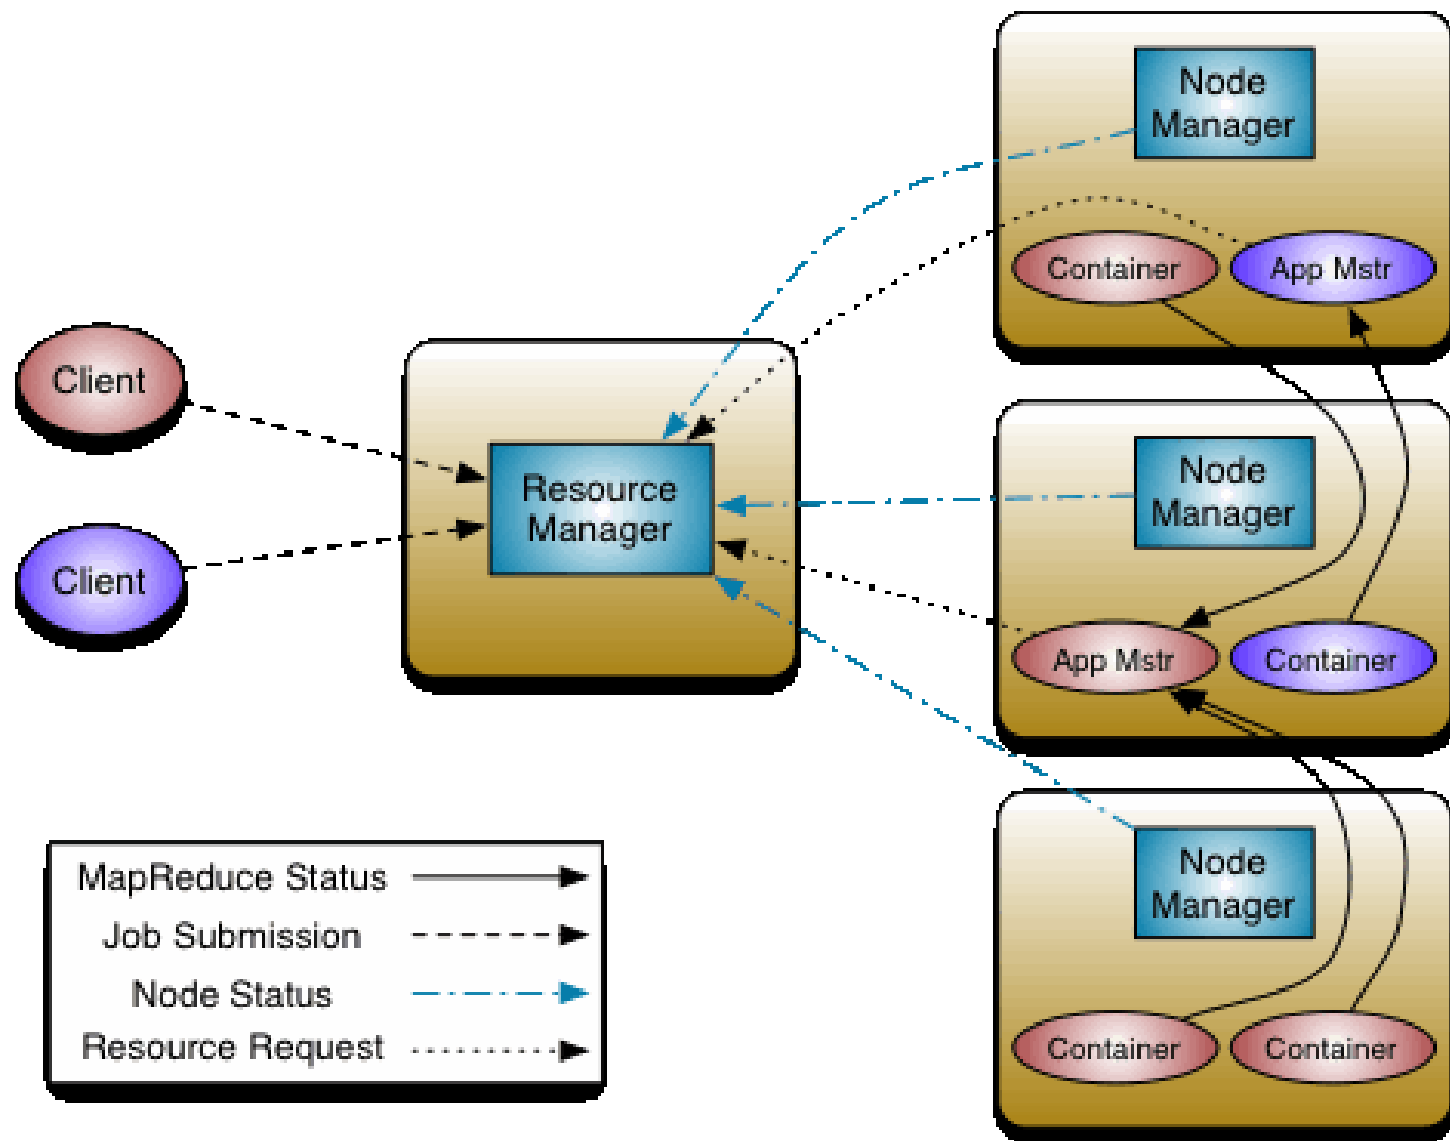 Client
Client
Resource
Manager
Node
Manager
Container
App Mstr
Node
Manager
App Mstr
Container
Node
Manager
Container
Container
MapReduce Status
Job Submission
Node Status
Resource Request